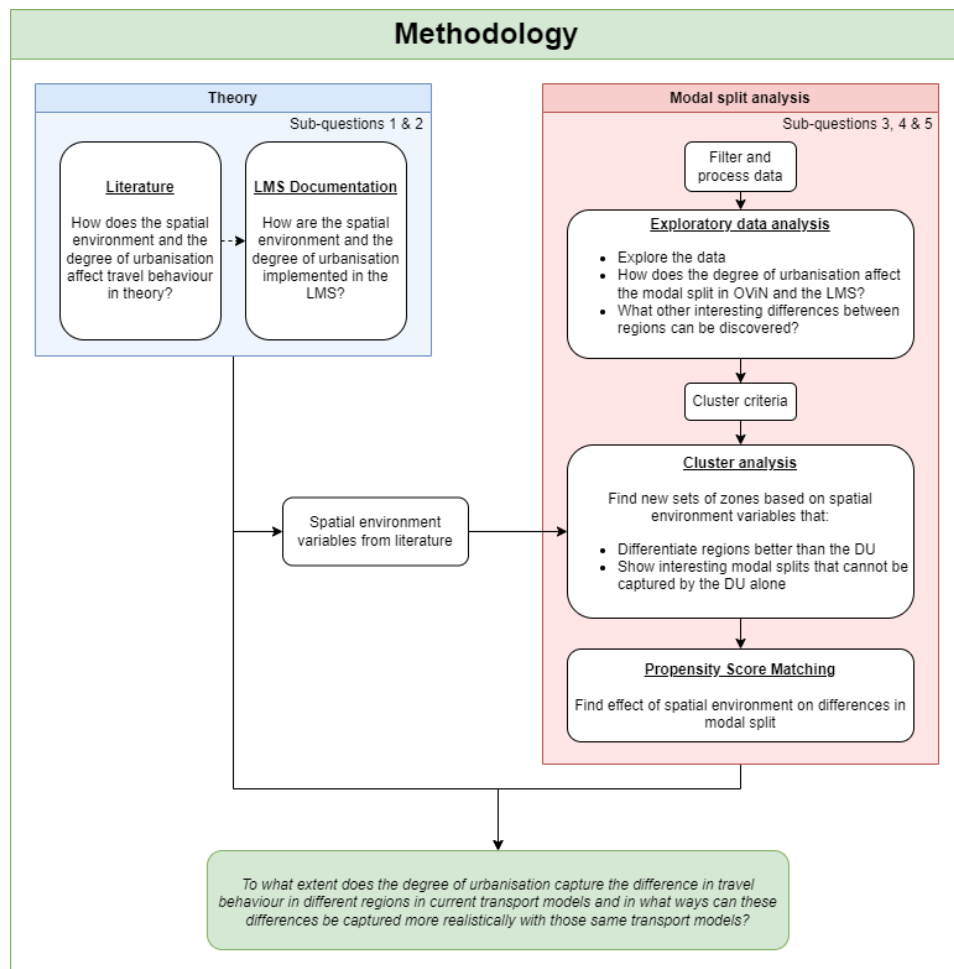 Methodology
Theory
Sub-questions 1 & 2
Literature
How does the spatial
environment and the
degree of urbanisation
affect travel behaviour
in theory?
LMS Documentation
How are the spatial
environment and the
degree of urbanisation
implemented in the
LMS?
Modal split analysis
Sub-questions 3, 4 & 5
Filter and
process data
Exploratory data analysis
• Explore the data
• How does the degree of urbanisation affect
the modal split in OViN and the LMS?
• What other interesting differences between
regions can be discovered?
Cluster criteria
Cluster analysis
Find new sets of zones based on spatial
environment variables that:
• Differentiate regions better than the DU
• Show interesting modal splits that cannot be
captured by the DU alone
Spatial environment
variables from literature
Propensity Score Matching
Find effect of spatial environment on differences in
modal split
To what extent does the degree of urbanisation capture the difference in travel
behaviour in different regions in current transport models and in what ways can these
differences be captured more realistically with those same transport models?